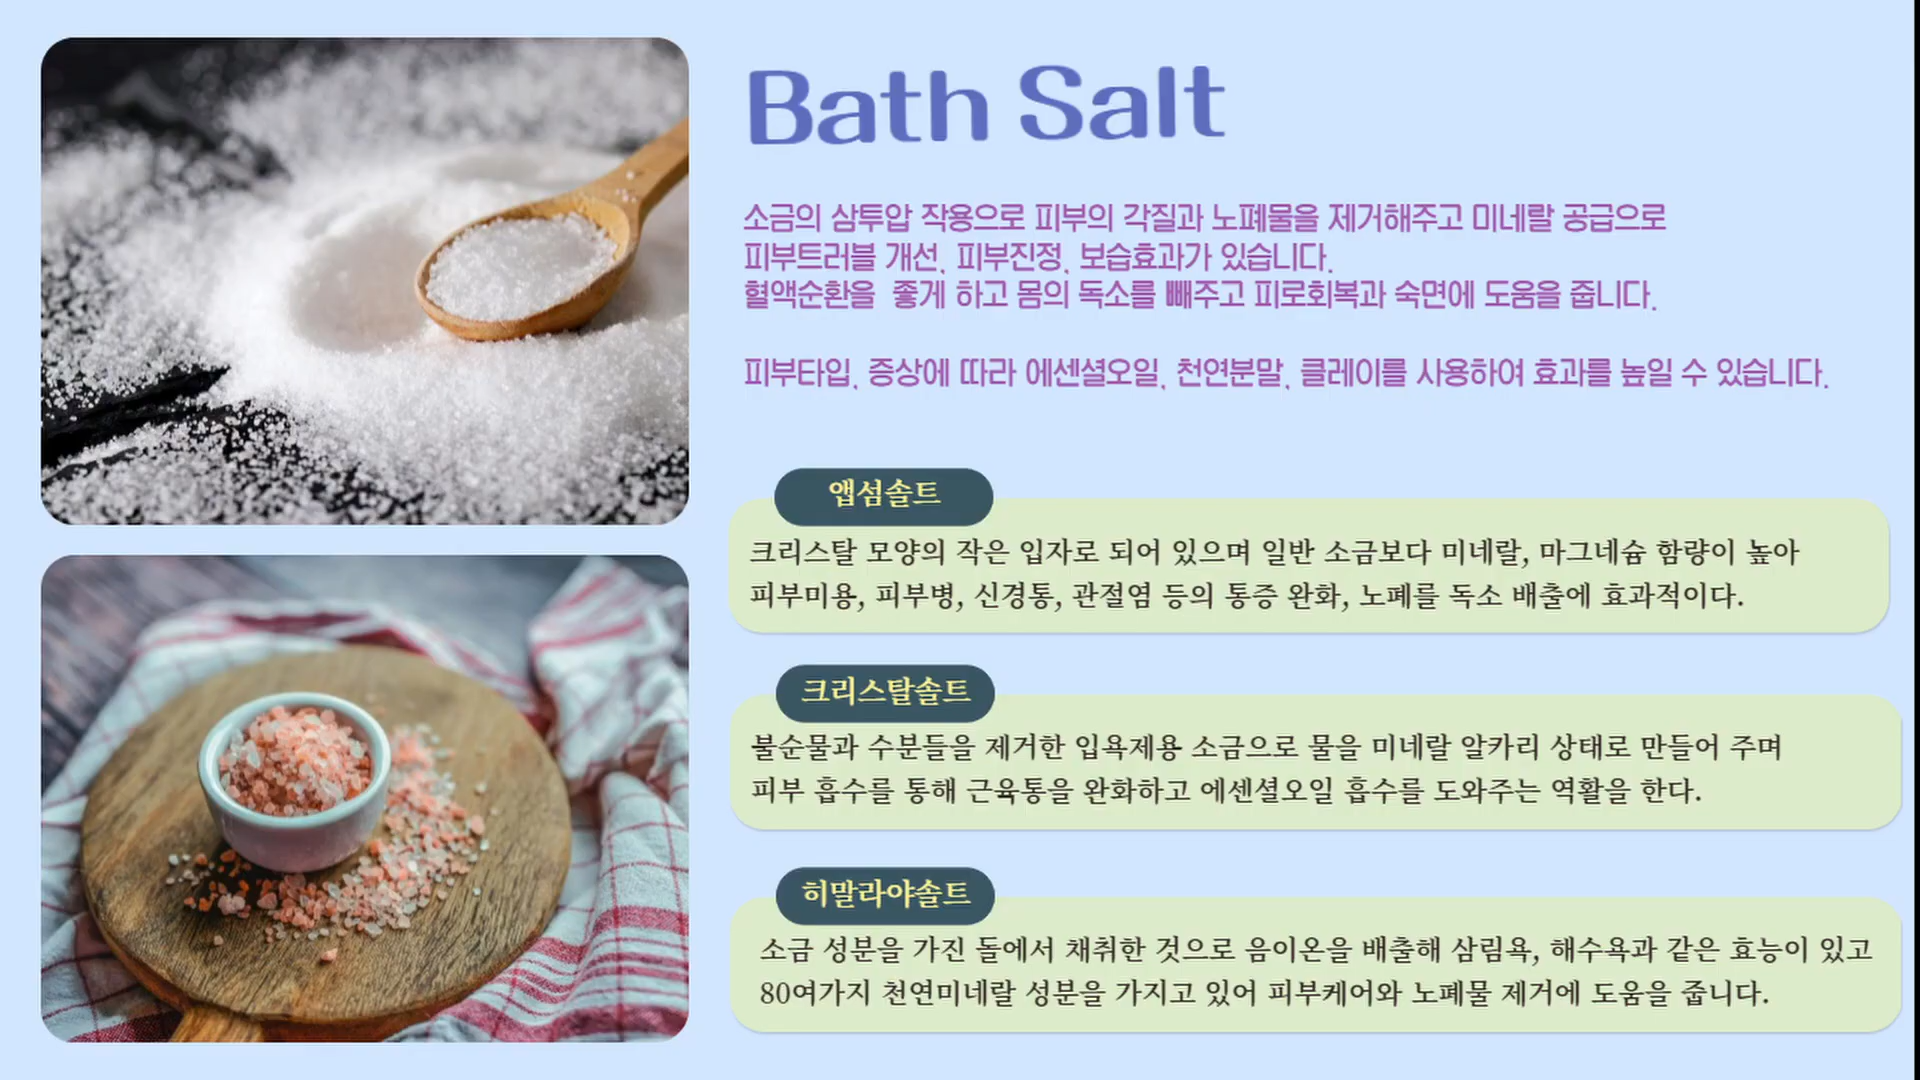 Bath Salt
소금의 삼투압 작용으로 피부의 각질과 노폐물을 제거해주고 미네랄 공급으로
피부트러블 개선, 피부진정, 보습효과가 있습니다.
혈액순환을 좋게 하고 몸의 독소를 빼주고 피로회복과 숙면에 도움을 줍니다.
피부타입, 증상에 따라 에센셜오일, 천연분말, 클레이를 사용하여 효과를 높일 수 있습니다.
앱섬솔트
크리스탈 모양의 작은 입자로 되어 있으며 일반 소금보다 미네랄, 마그네슘 함량이 높아
피부미용, 피부병, 신경통, 관절염 등의 통증 완화, 노폐를 독소 배출에 효과적이다.
크리스탈솔트
불순물과 수분들을 제거한 입욕제용 소금으로 물을 미네랄 알카리 상태로 만들어 주며
피부 흡수를 통해 근육통을 완화하고 에센셜오일 흡수를 도와주는 역활을 한다.
히말라야솔트
소금 성분을 가진 돌에서 채취한 것으로 음이온을 배출해 삼림욕, 해수욕과 같은 효능이 있고
80여가지 천연미네랄 성분을 가지고 있어 피부케어와 노폐물 제거에 도움을 줍니다.